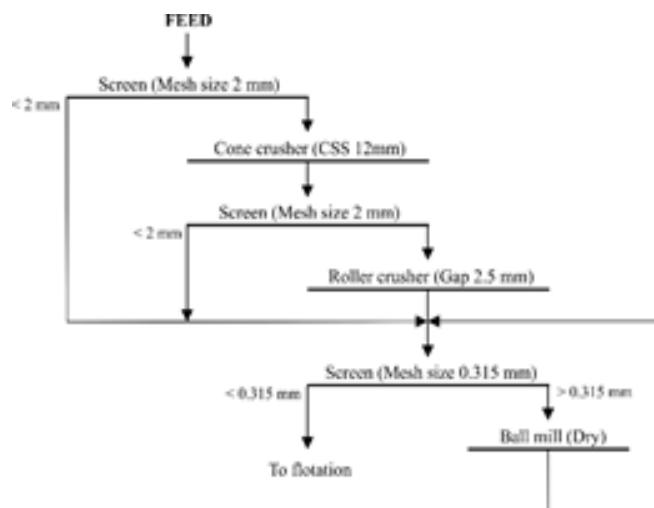 FEED
Screen (Mesh size 2 mm)
< 2 mm
Cone crusher (CSS 12mm)
Screen (Mesh size 2 mm)
< 2 mm
Roller crusher (Gap 2.5 mm)
Screen (Mesh size 0.315 mm)
< 0.315 mm
> 0.315 mm
Ball mill (Dry)
To flotation